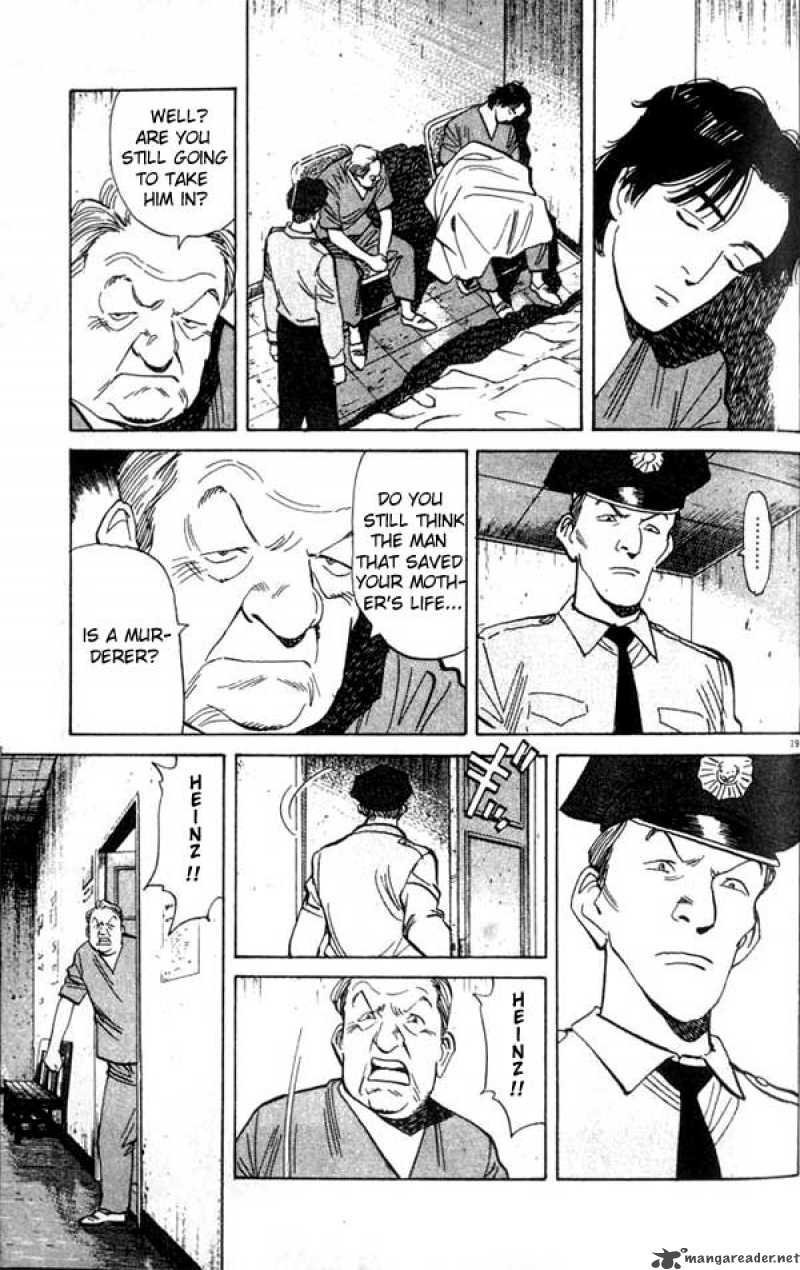 WELL?
ARE YOU
STILL GOING
TO TAKE
HIM IN?
.........
DO YOU
STILL THINK
THE MAN
THAT SAVED
YOUR MOTH-
ER'S LIFE...
IS A MUR-
DERER?
19
HEINZ!!
HEINZ!!
mangareader.net